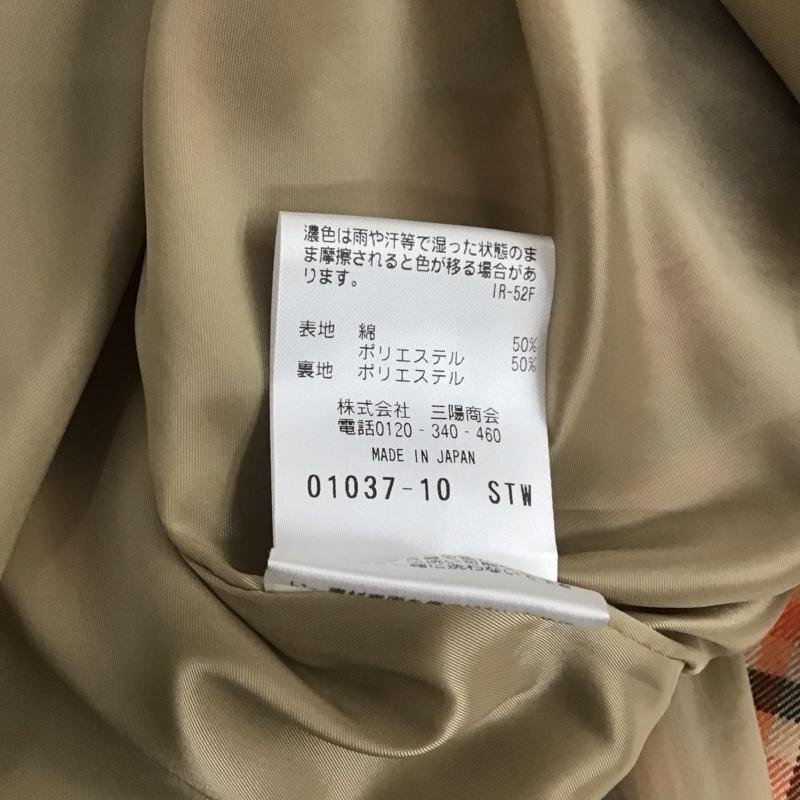 濃色は雨や汗等で湿った状態のま
ま摩擦されると色が移る場合があ
ります。
IR-52F
表地 綿 50%
ポリエステル 50%
裏地 ポリエステル
株式会社 三陽商会
電話0120-340-460
MADE IN JAPAN
01037-10 STW